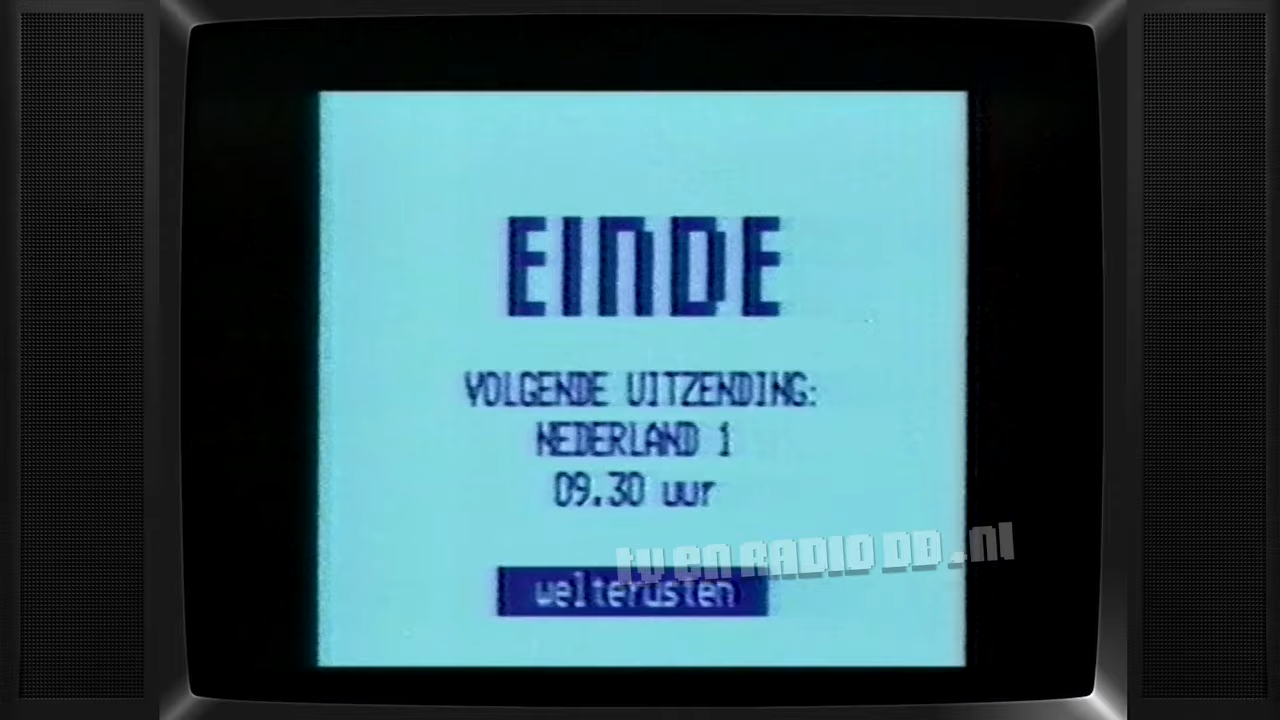 EINDE
VOLGENDE UITZENDING:
NEDERLAND 1
09.30 uur
tv en RADIO DB.nl
welterusten